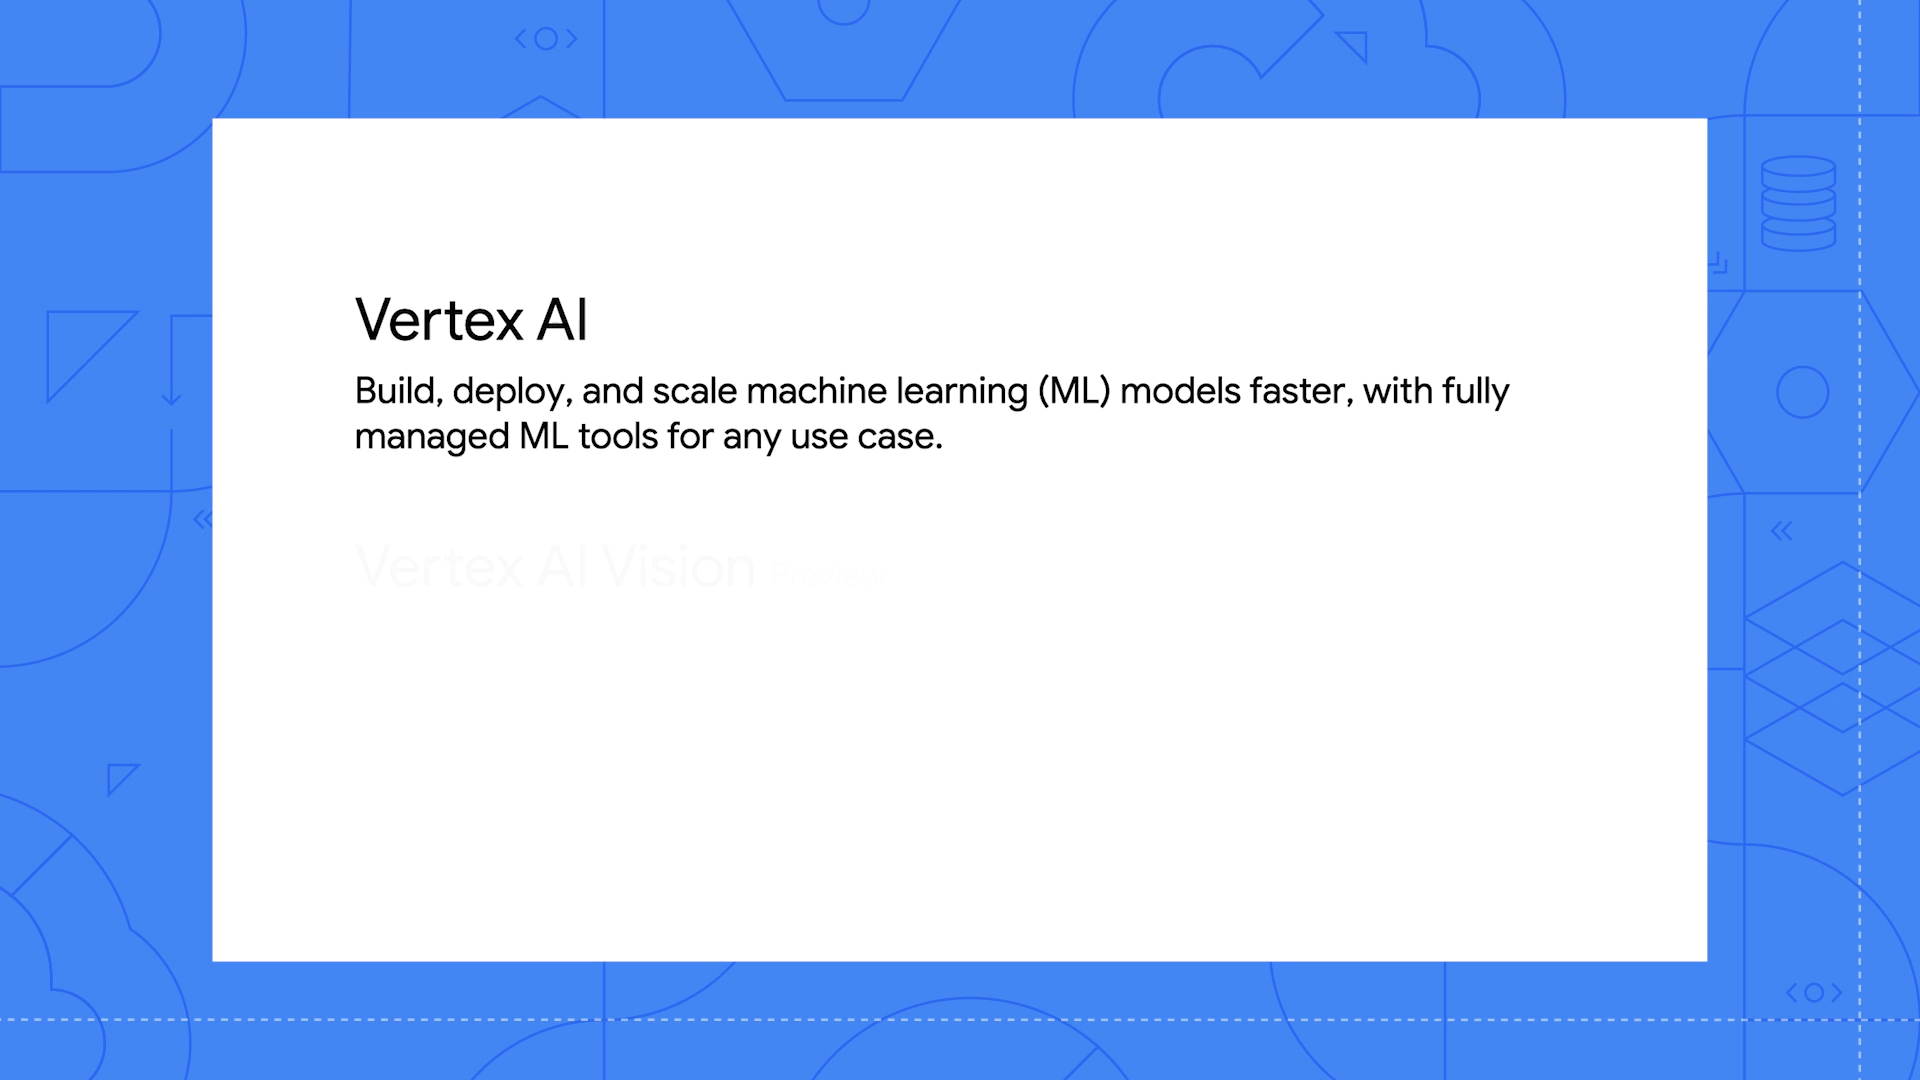 Vertex AI
Build, deploy, and scale machine learning (ML) models faster, with fully
managed ML tools for any use case.
Vertex AI Vision Preview